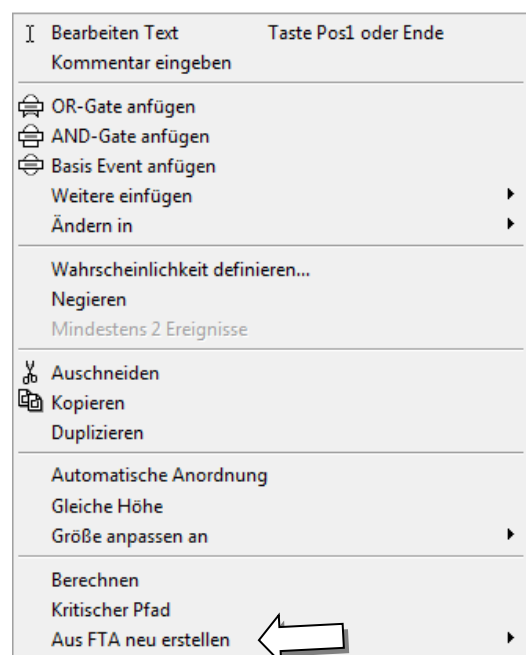 Bearbeiten Text Taste Pos1 oder Ende
Kommentar eingeben
OR-Gate anfügen
AND-Gate anfügen
Basis Event anfügen
Weitere einfügen
Ändern in
Wahrscheinlichkeit definieren...
Negieren
Mindestens 2 Ereignisse
Auschneiden
Kopieren
Duplizieren
Automatische Anordnung
Gleiche Höhe
Größe anpassen an
Berechnen
Kritischer Pfad
Aus FTA neu erstellen